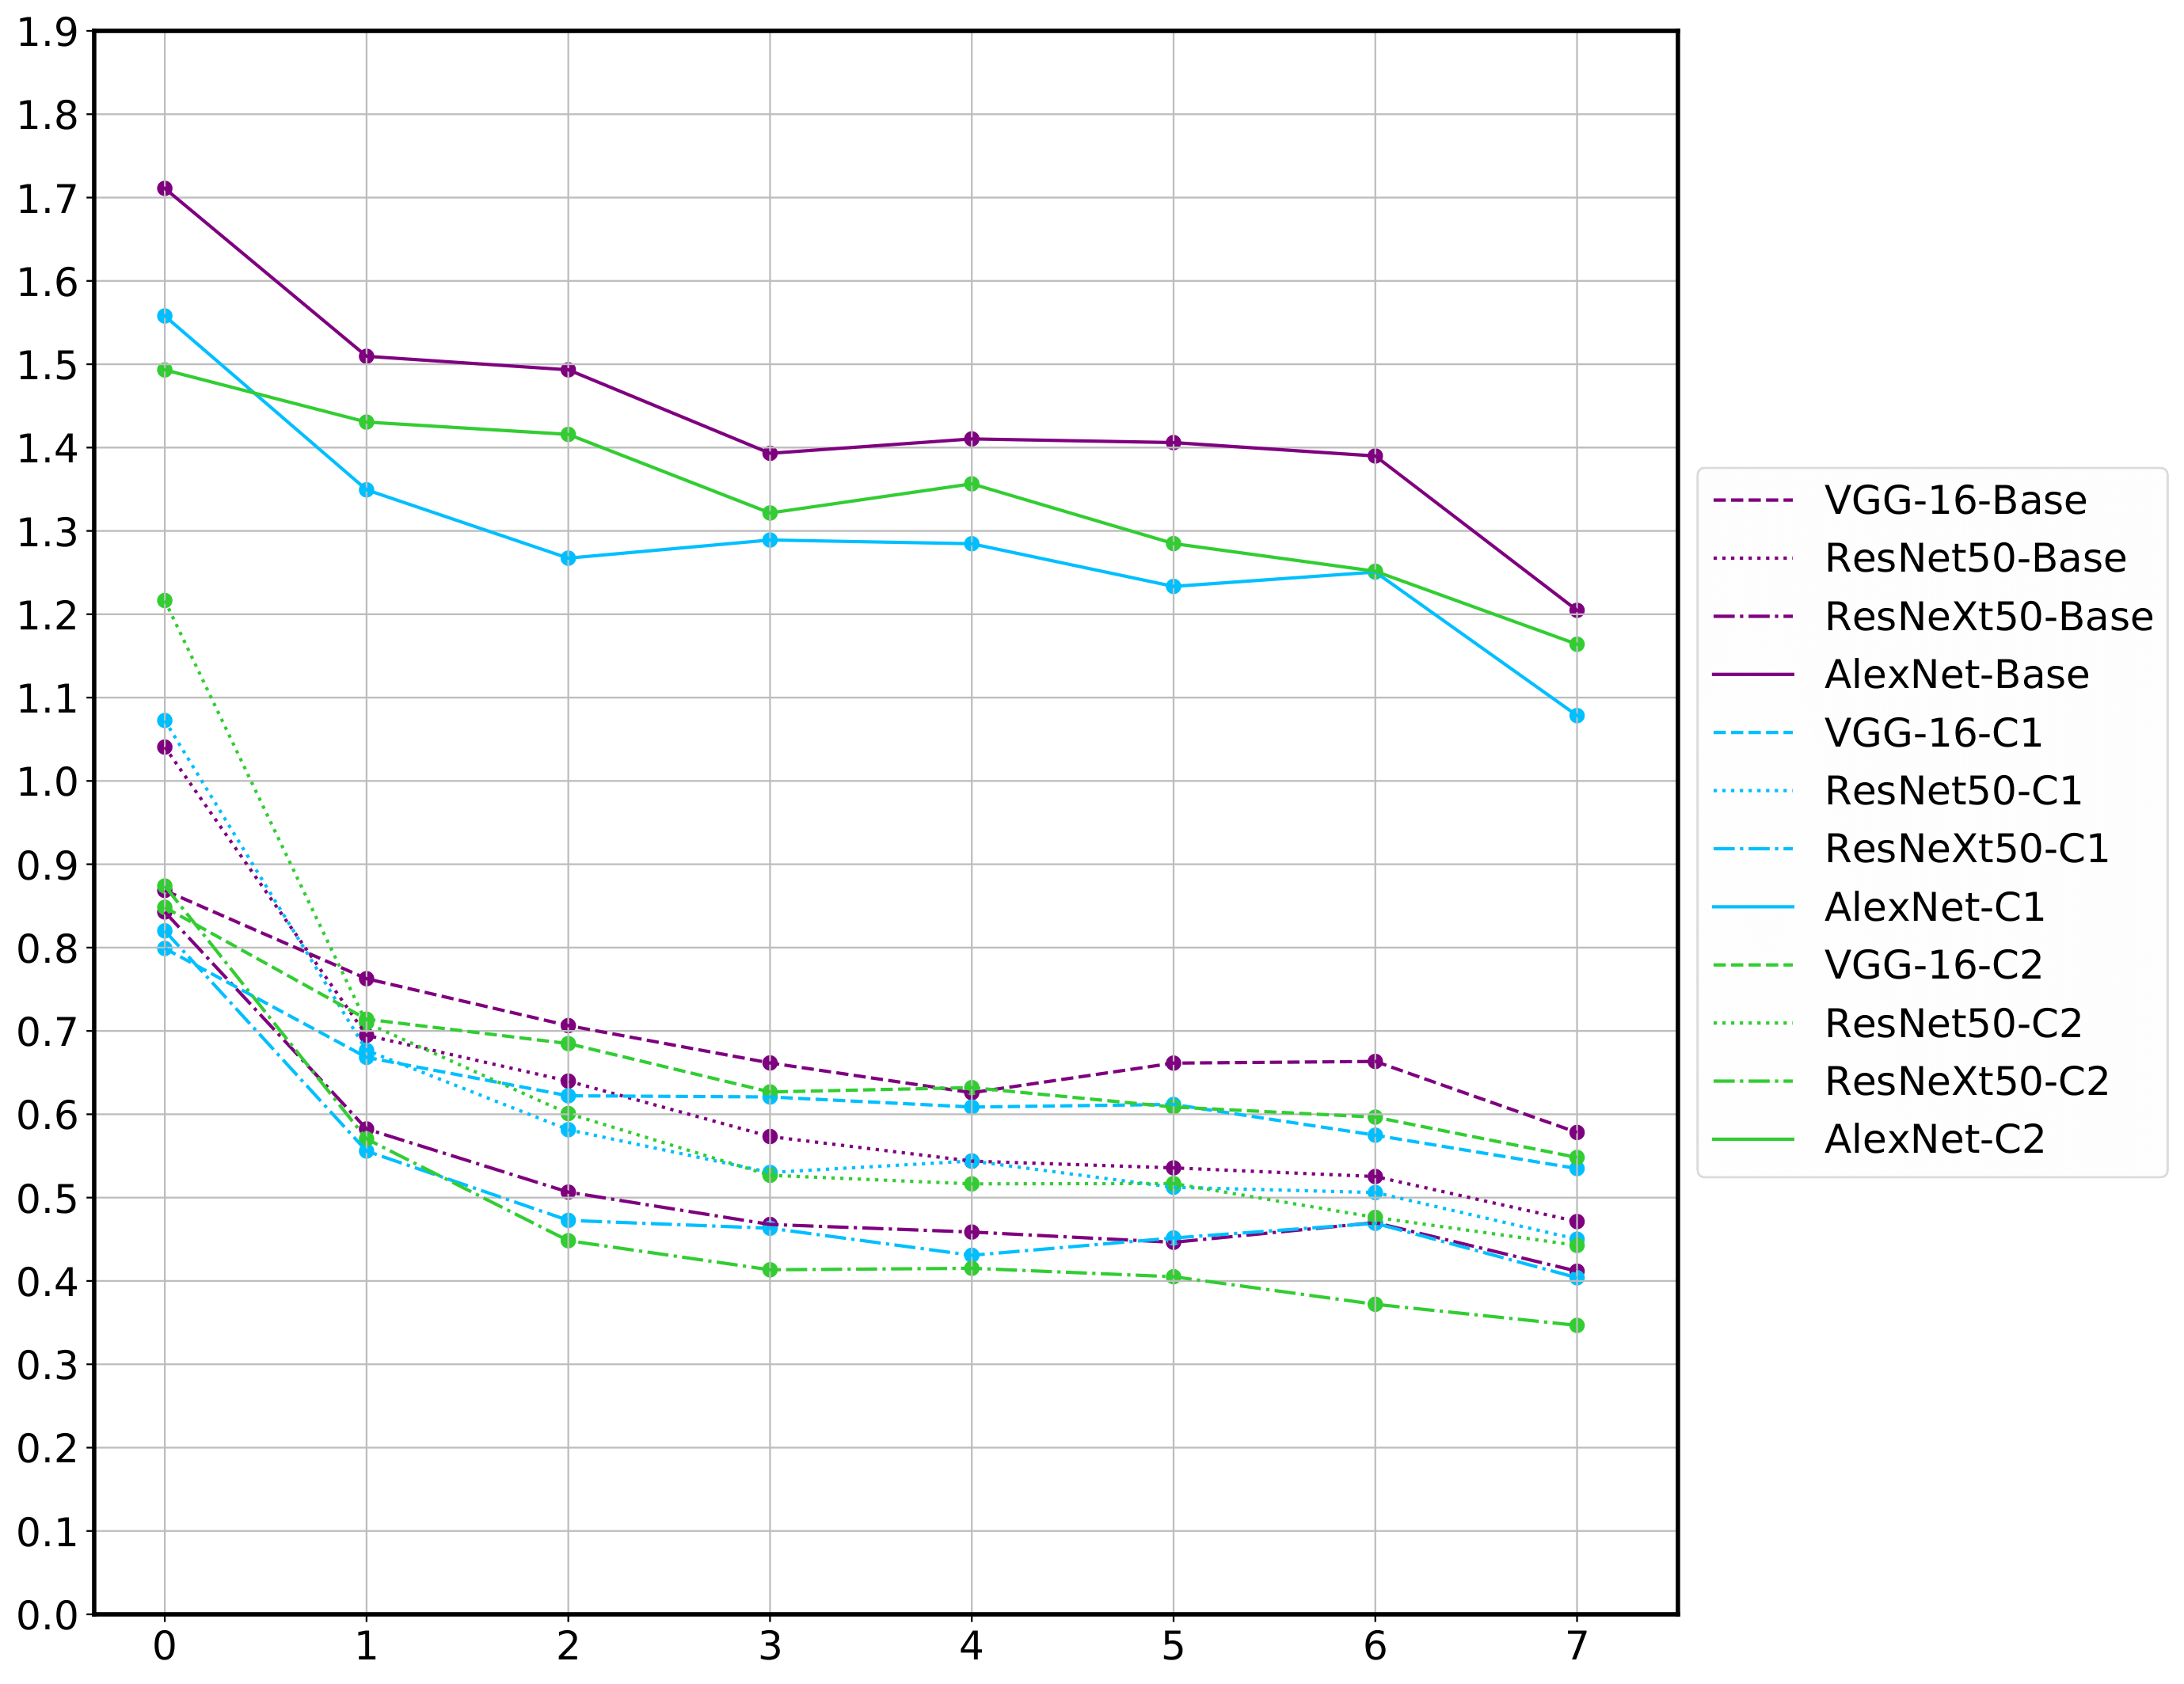 1.9
1.8
1.7
1.6
1.5
1.4
1.3
1.2
1.1
1.0
0.9
0.8
0.7
0.6
0.5
0.4
0.3
0.2
0.1
0.0
0 1 2 3 4 5 6 7
VGG-16-Base
ResNet50-Base
ResNeXt50-Base
AlexNet-Base
VGG-16-C1
ResNet50-C1
ResNeXt50-C1
AlexNet-C1
VGG-16-C2
ResNet50-C2
ResNeXt50-C2
AlexNet-C2